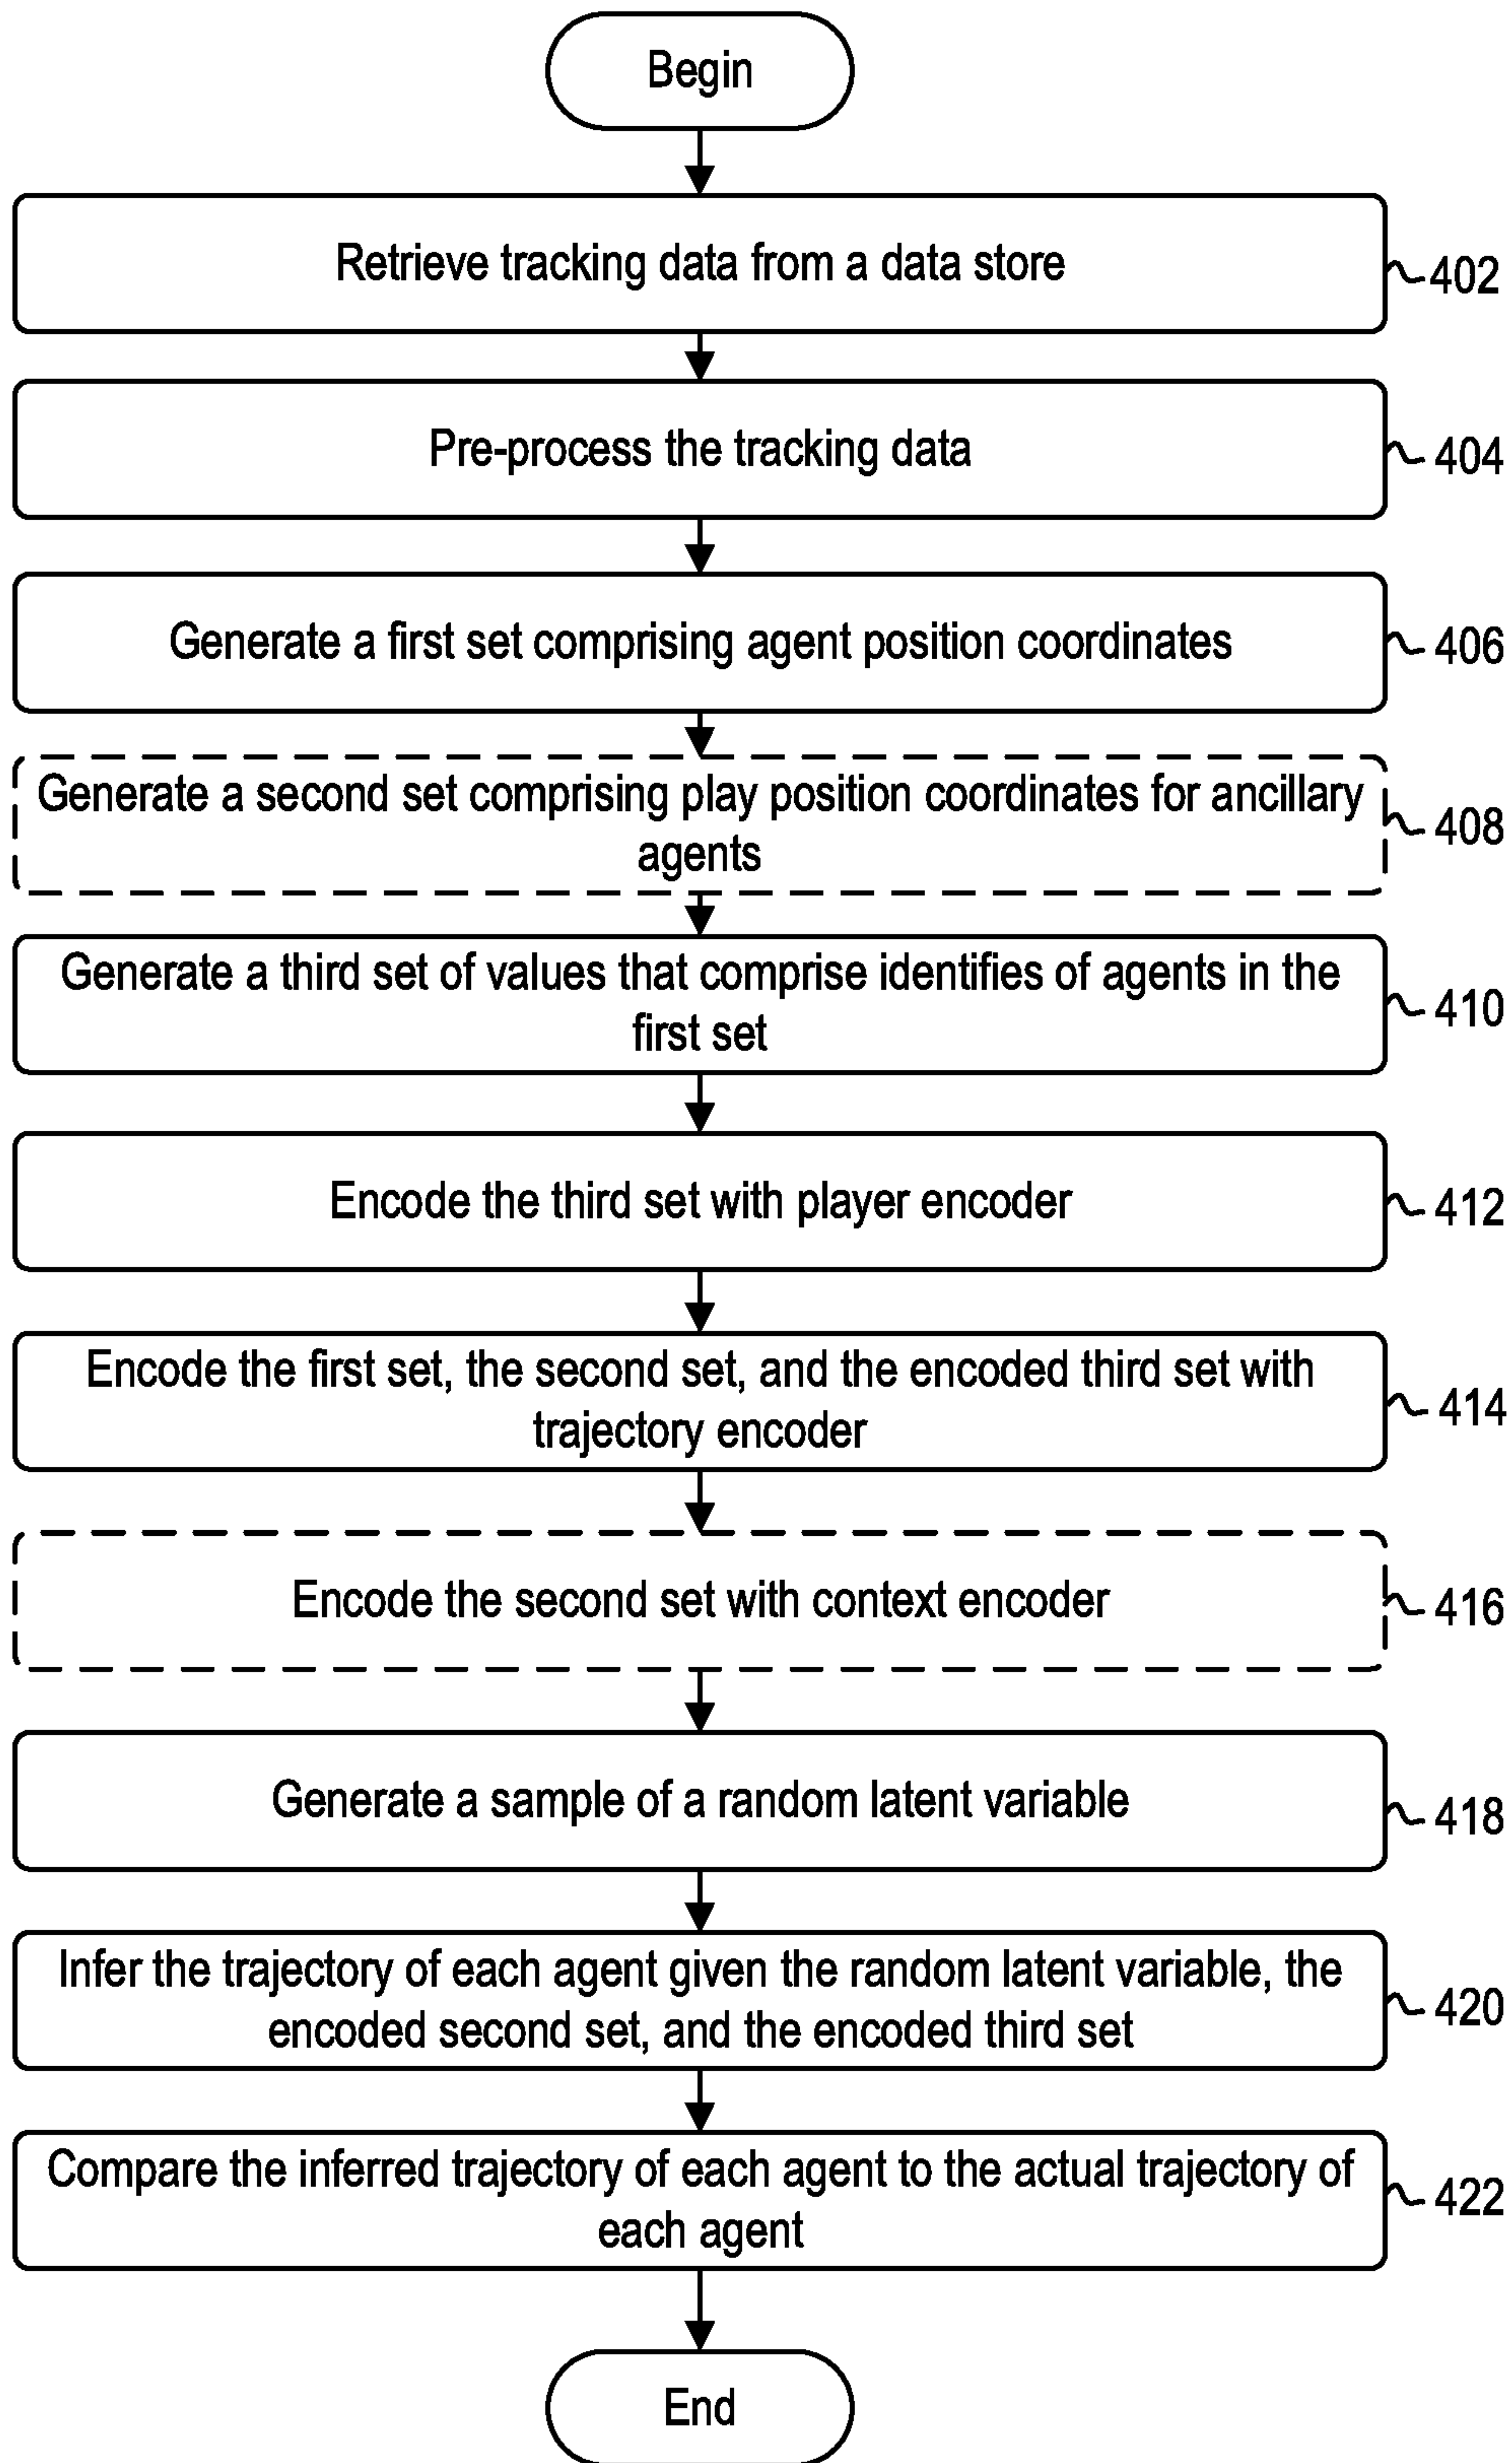 Begin
Retrieve tracking data from a data store
402
Pre-process the tracking data
404
Generate a first set comprising agent position coordinates
406
Generate a second set comprising play position coordinates for ancillary
agents
408
Generate a third set of values that comprise identifies of agents in the
first set
410
Encode the third set with player encoder
412
Encode the first set, the second set, and the encoded third set with
trajectory encoder
414
Encode the second set with context encoder
416
Generate a sample of a random latent variable
418
Infer the trajectory of each agent given the random latent variable, the
encoded second set, and the encoded third set
420
Compare the inferred trajectory of each agent to the actual trajectory of
each agent
422
End